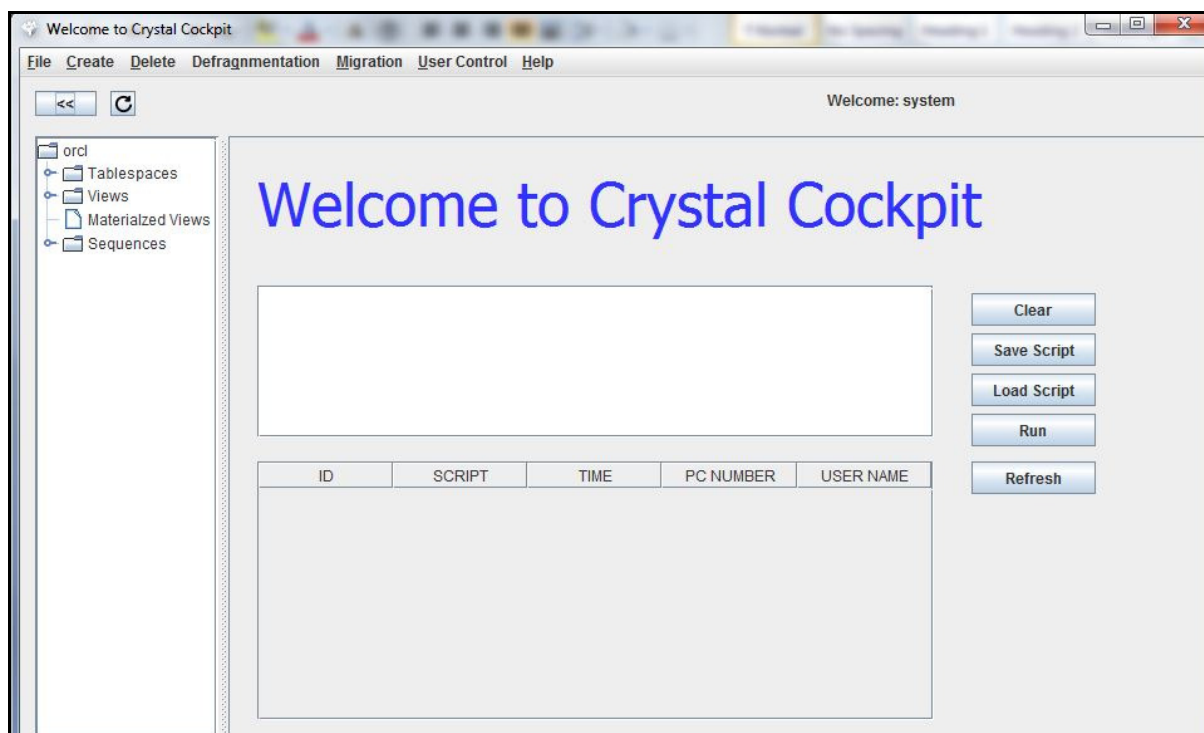 Welcome to Crystal Cockpit
File Create Delete Defragnmentation Migration User Control Help
<< Welcome: system
orcl
Tablespaces
Views
Materialzed Views
Sequences
Welcome to Crystal Cockpit
Clear
Save Script
Load Script
Run
ID SCRIPT TIME PC NUMBER USER NAME
Refresh